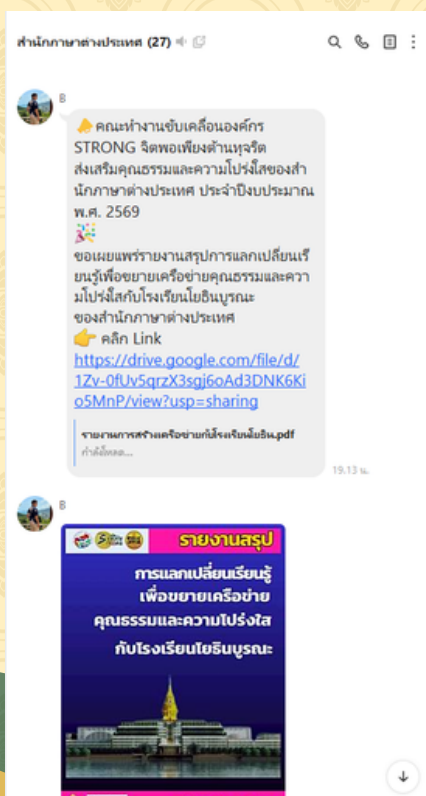 สำนักภาษาต่างประเทศ (27)
B
คณะทำงานขับเคลื่อนองค์กร
STRONG จิตพอเพียงต้านทุจริต
ส่งเสริมคุณธรรมและความโปร่งใสของสำ
นักภาษาต่างประเทศ ประจำปีงบประมาณ
พ.ศ. 2569
ขอเผยแพร่รายงานสรุปการแลกเปลี่ยนเรี
ยนรู้เพื่อขยายเครือข่ายคุณธรรมและควา
มโปร่งใสกับโรงเรียนโยธินบูรณะ
ของสำนักภาษาต่างประเทศ
คลิก Link
https://drive.google.com/file/d/
1Zv-0fUv5qrzX3sgj6oAd3DNK6Ki
o5MnP/view?usp=sharing
รายงานการสร้างเครือข่ายกับโรงเรียนโยธิน.pdf
กำลังโหลด...
19.13 น.
B
รายงานสรุป
การแลกเปลี่ยนเรียนรู้
เพื่อขยายเครือข่าย
คุณธรรมและความโปร่งใส
กับโรงเรียนโยธินบูรณะ